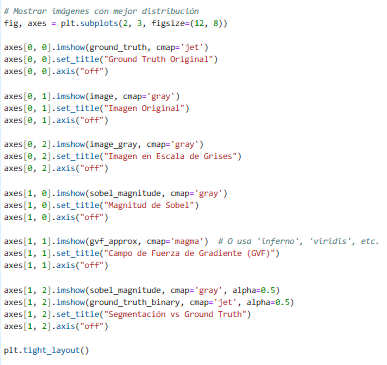 # Mostrar imágenes con mejor distribución
fig, axes = plt.subplots(2, 3, figsize=(12, 8))
axes[0, 0].imshow(ground_truth, cmap='jet')
axes[0, 0].set_title("Ground Truth Original")
axes[0, 0].axis("off")
axes[0, 1].imshow(image, cmap='gray')
axes[0, 1].set_title("Imagen Original")
axes[0, 1].axis("off")
axes[0, 2].imshow(image_gray, cmap='gray')
axes[0, 2].set_title("Imagen en Escala de Grises")
axes[0, 2].axis("off")
axes[1, 0].imshow(sobel_magnitude, cmap='gray')
axes[1, 0].set_title("Magnitud de Sobel")
axes[1, 0].axis("off")
axes[1, 1].imshow(gvf_approx, cmap='magma')  # O usa 'inferno', 'viridis', etc.
axes[1, 1].set_title("Campo de Fuerza de Gradiente (GVF)")
axes[1, 1].axis("off")
axes[1, 2].imshow(sobel_magnitude, cmap='gray', alpha=0.5)
axes[1, 2].imshow(ground_truth_binary, cmap='jet', alpha=0.5)
axes[1, 2].set_title("Segmentación vs Ground Truth")
axes[1, 2].axis("off")
plt.tight_layout()